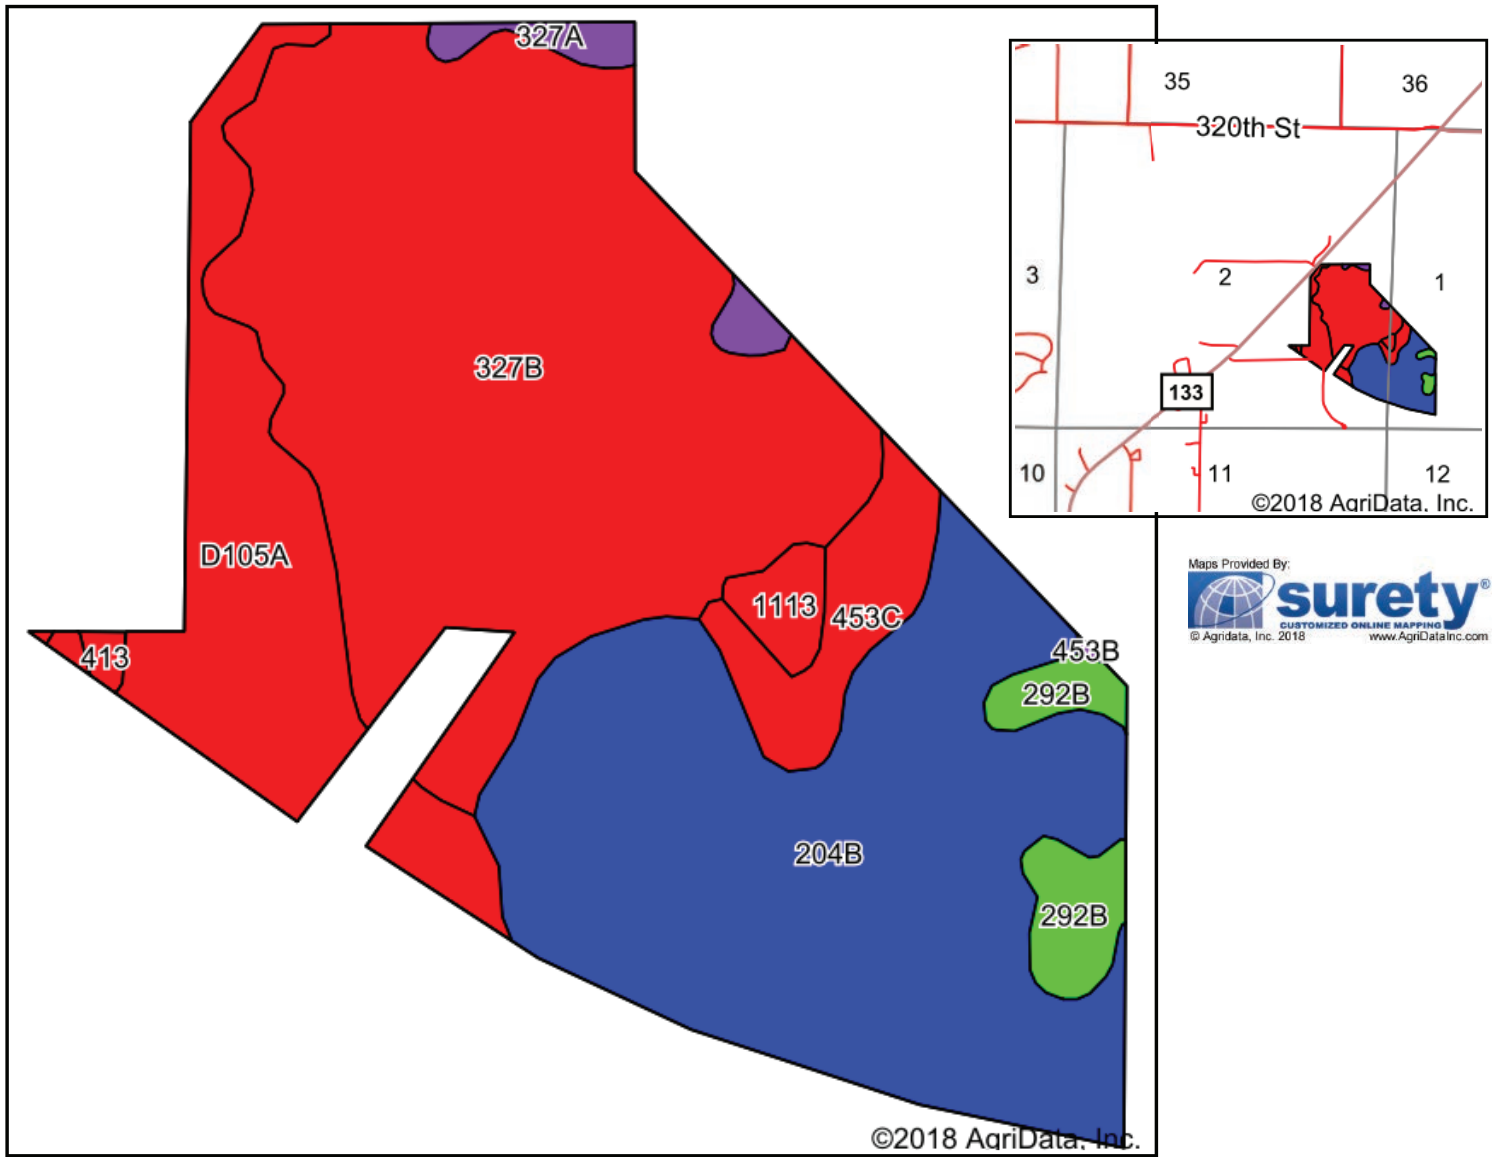 327A
327B
D105A
1113
453C
413
453B
292B
204B
292B
©2018 AgriData, Inc.
35
36
320th St
3
2
1
133
10
11
12
©2018 AgriData, Inc.
Maps Provided By:
surety®
CUSTOMIZED ONLINE MAPPING
© Agridata, Inc. 2018 www.AgriDataInc.com